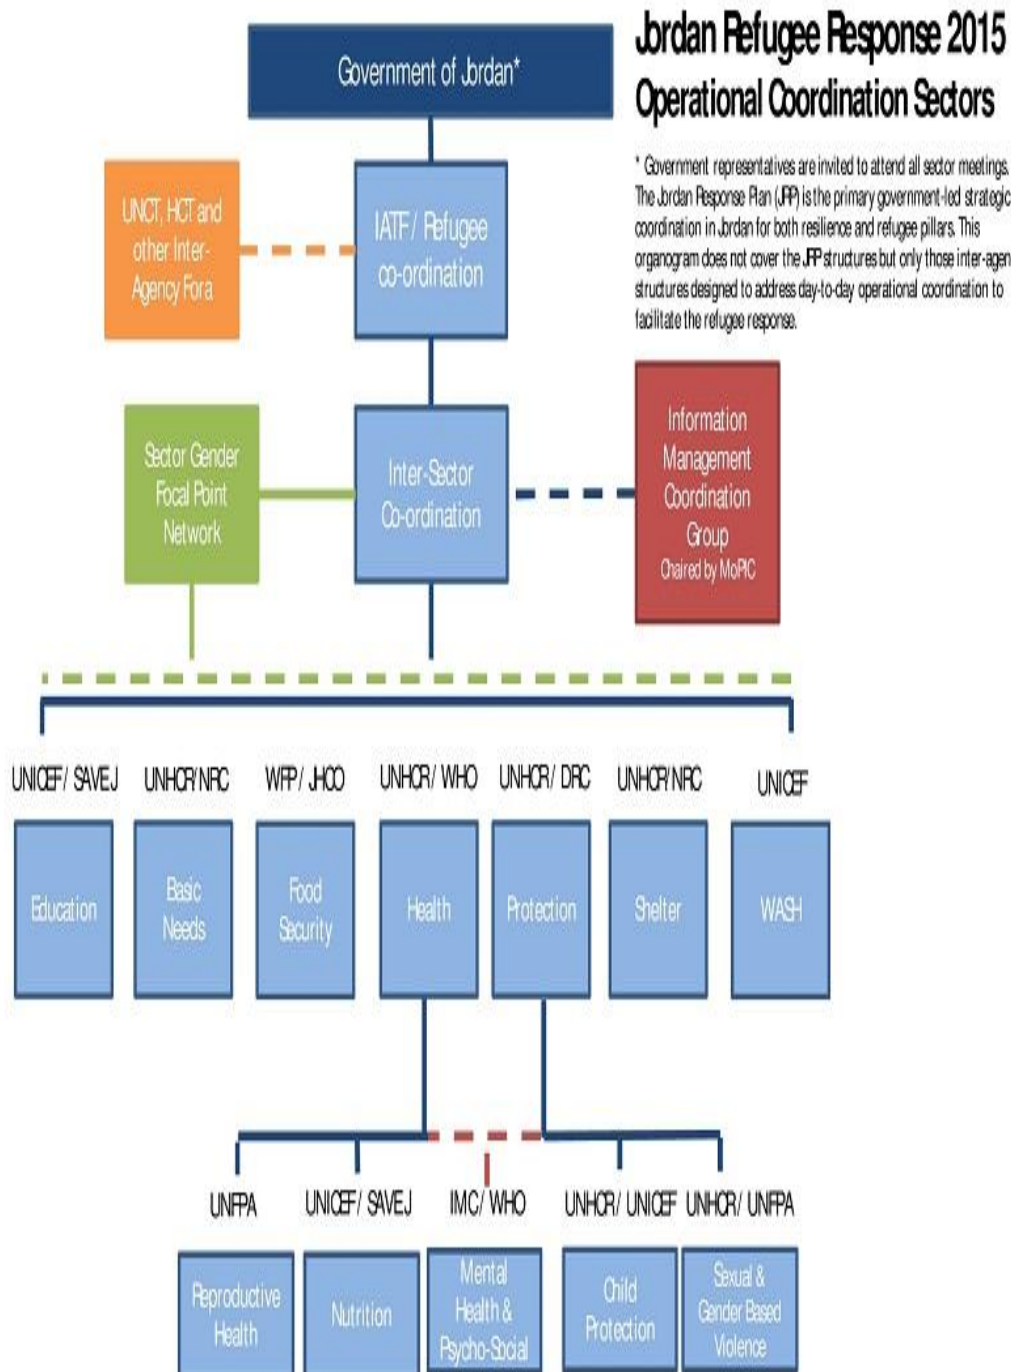 Jordan Refugee Response 2015
Operational Coordination Sectors
* Government representatives are invited to attend all sector meetings.
The Jordan Response Plan (JRP) is the primary government-led strategic
coordination in Jordan for both resilience and refugee pillars. This
organogram does not cover the JRP structures but only those inter-agen
structures designed to address day-to-day operational coordination to
facilitate the refugee response.
Government of Jordan*
UNCT, HCT and
other Inter-
Agency Fora
IATF / Refugee
co-ordination
Sector Gender
Focal Point
Network
Inter-Sector
Co-ordination
Information
Management
Coordination
Group
Chaired by MoPIC
UNICEF / SAVEJ
UNHCR/NRC
WFP / JHCO
UNHCR / WHO
UNHCR / DRC
UNHCR/NRC
UNICEF
Education
Basic
Needs
Food
Security
Health
Protection
Shelter
WASH
UNFPA
UNICEF / SAVEJ
IMC / WHO
UNHCR / UNICEF
UNHCR / UNFPA
Reproductive
Health
Nutrition
Mental
Health &
Psycho-Social
Child
Protection
Sexual &
Gender Based
Violence